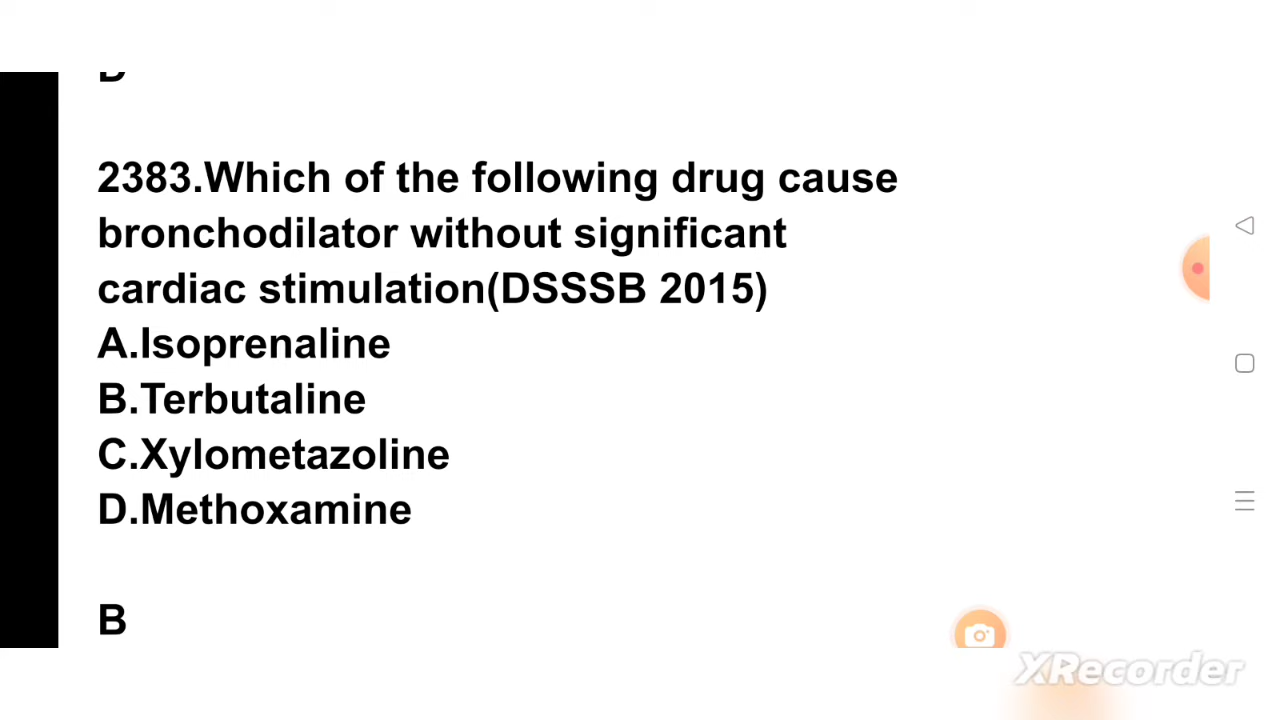 2383.Which of the following drug cause
bronchodilator without significant
cardiac stimulation(DSSSB 2015)
A.Isoprenaline
B.Terbutaline
C.Xylometazoline
D.Methoxamine
B
XRecorder